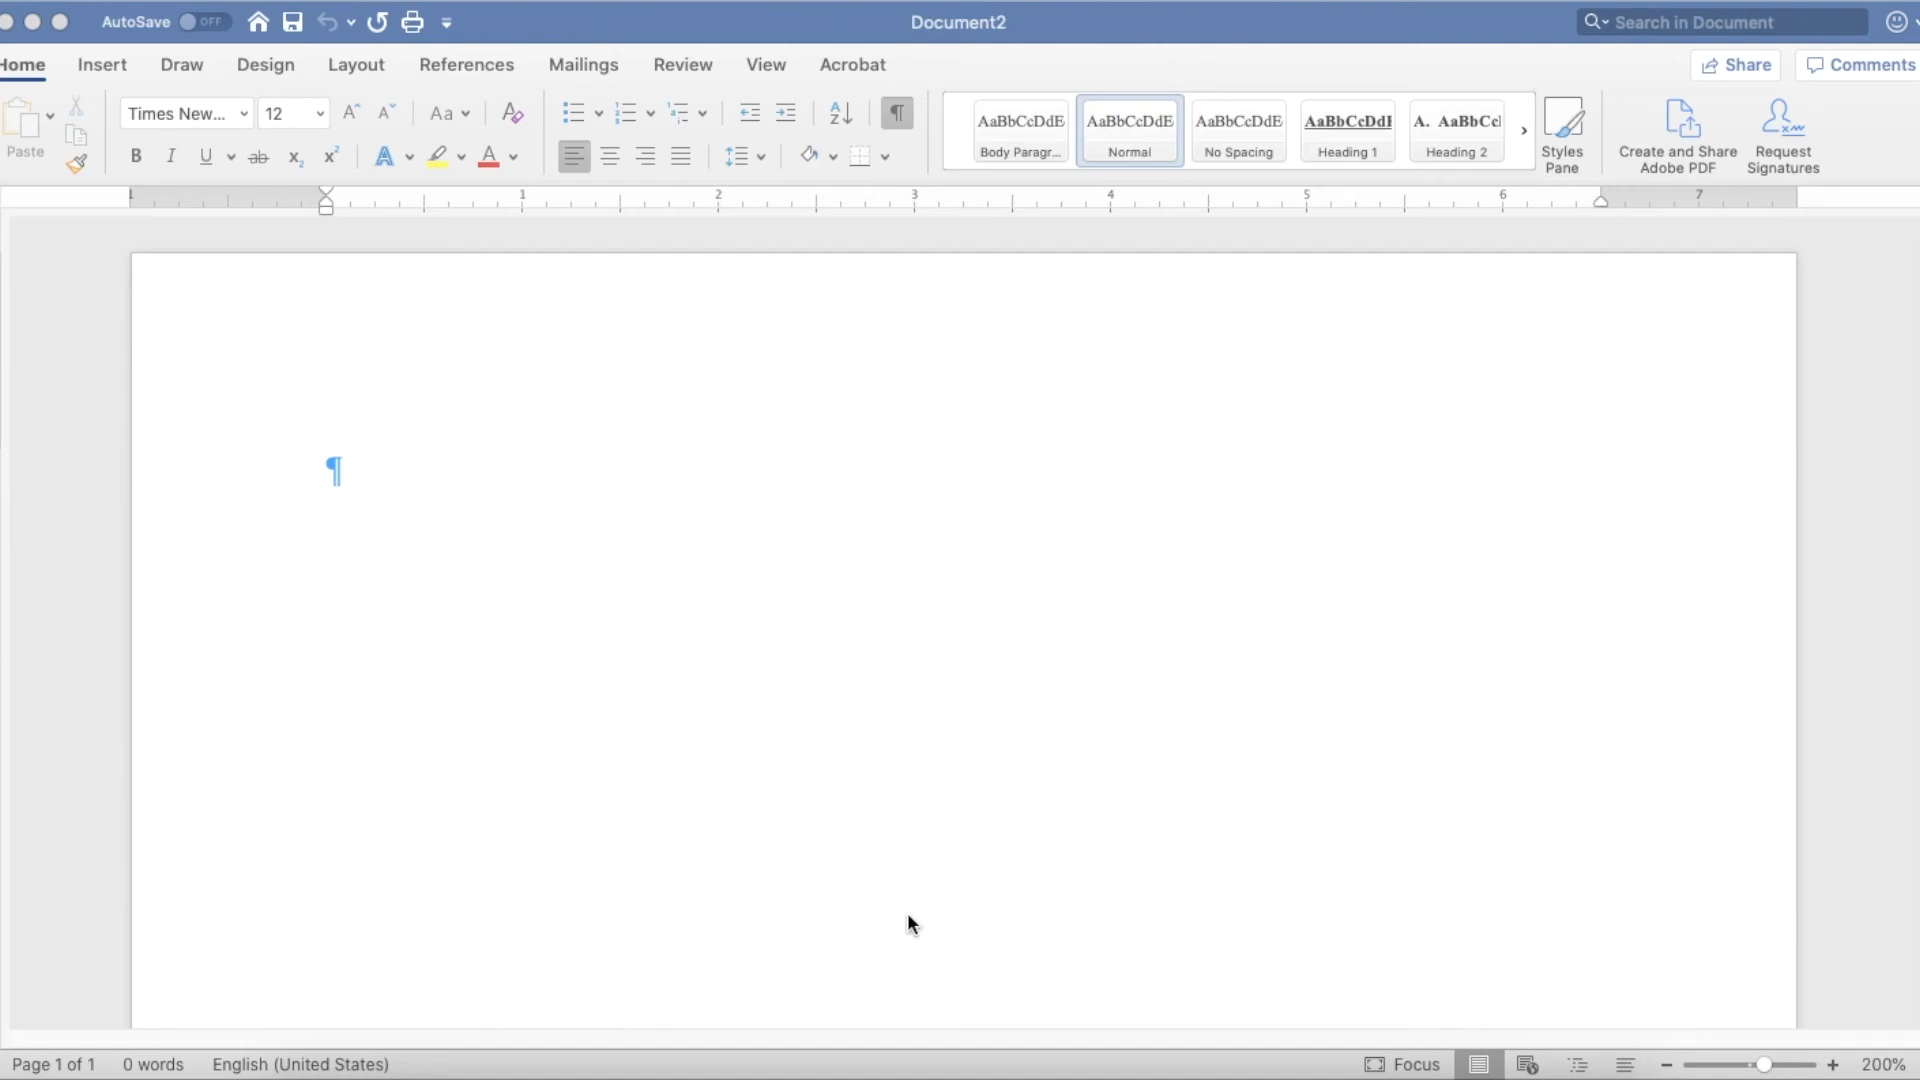 AutoSave OFF Document2 Search in Document
Home Insert Draw Design Layout References Mailings Review View Acrobat Share Comments
Times New... 12 Aa
Paste
AaBbCcDdE AaBbCcDdE AaBbCcDdE AaBbCcDdE A. AaBbCc
Body Paragr... Normal No Spacing Heading 1 Heading 2
Styles Pane
Create and Share Adobe PDF
Request Signatures
1 1 2 3 4 5 6 7
¶
Page 1 of 1 0 words English (United States) Focus 200%